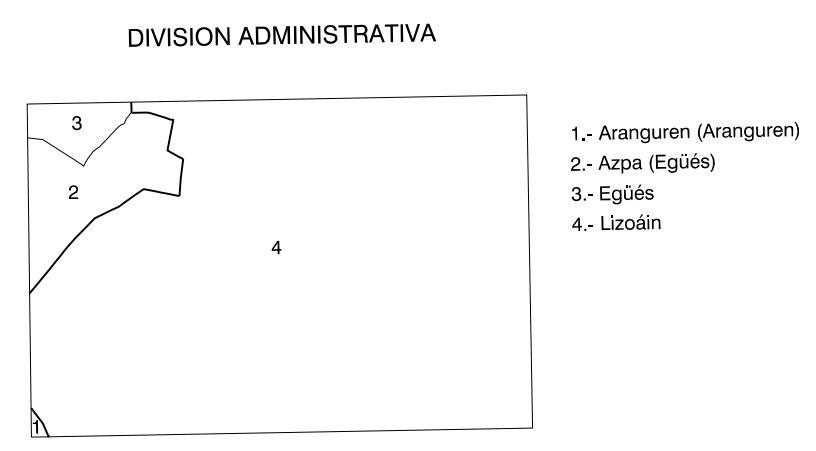 DIVISION ADMINISTRATIVA
3
2
4
1
1.- Aranguren (Aranguren)
2.- Azpa (Egüés)
3.- Egüés
4.- Lizoáin